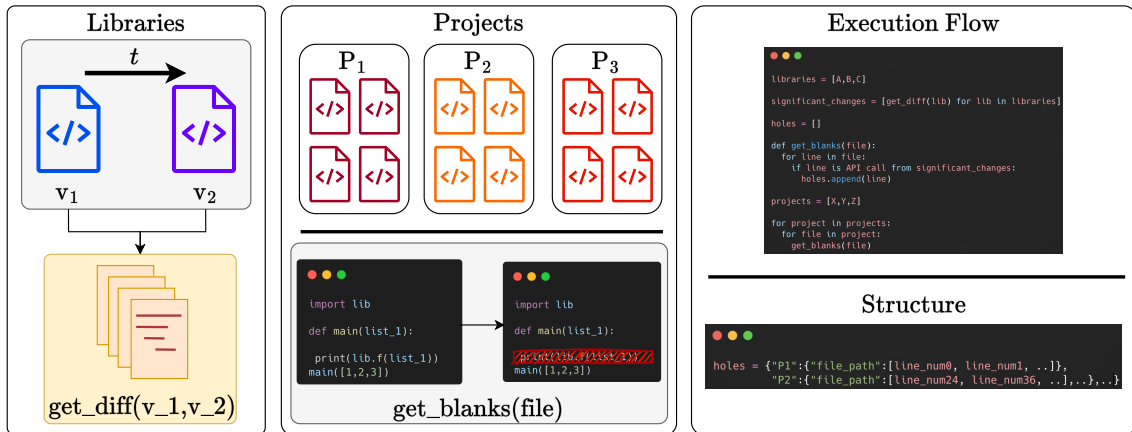 Libraries
t
</>
</>
v1
v2
get_diff(v_1,v_2)
Projects
P1
P2
P3
</>
</>
</>
</>
</>
</>
</>
</>
</>
</>
</>
</>
import lib
def main(list_1):
print(lib.f(list_1))
main([1,2,3])
import lib
def main(list_1):
print(lib.f(list_1))
main([1,2,3])
get_blanks(file)
Execution Flow
libraries = [A,B,C]
significant_changes = [get_diff(lib) for lib in libraries]
holes = []
def get_blanks(file):
for line in file:
if line is API call from significant_changes:
holes.append(line)
projects = [X,Y,Z]
for project in projects:
for file in project:
get_blanks(file)
Structure
holes = {"P1":{"file_path":[line_num0, line_num1, ..]},
"P2":{"file_path":[line_num24, line_num36, ..],..},..}